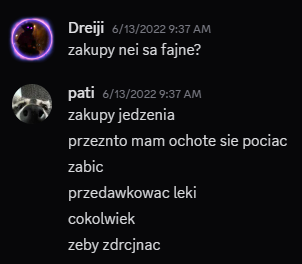 Dreiji 6/13/2022 9:37 AM
zakupy nei sa fajne?
pati 6/13/2022 9:37 AM
zakupy jedzenia
przeznto mam ochote sie pociac
zabic
przedawkowac leki
cokolwiek
zeby zdrcjnac